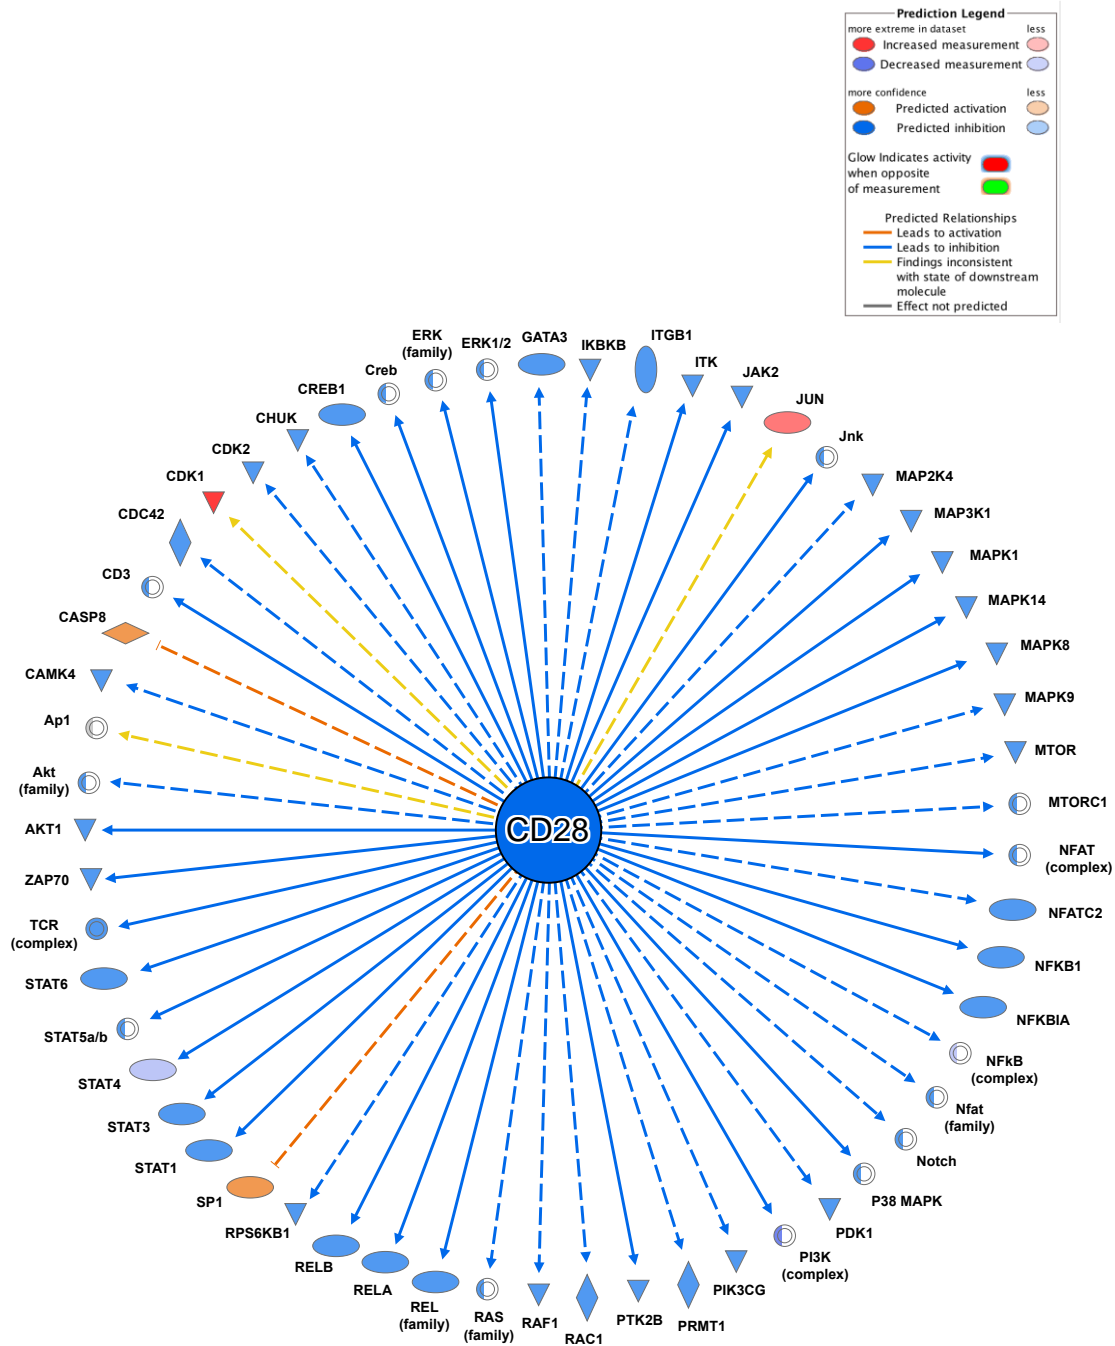 Prediction Legend
more extreme in dataset less
Increased measurement
Decreased measurement
more confidence less
Predicted activation
Predicted inhibition
Glow Indicates activity
when opposite
of measurement
Predicted Relationships
Leads to activation
Leads to inhibition
Findings inconsistent
with state of downstream
molecule
Effect not predicted
CD28
GATA3
IKBKB
ITGB1
ITK
JAK2
JUN
Jnk
MAP2K4
MAP3K1
MAPK1
MAPK14
MAPK8
MAPK9
MTOR
MTORC1
NFAT
(complex)
NFATC2
NFKB1
NFKBIA
NFkB
(complex)
Nfat
(family)
Notch
P38 MAPK
PDK1
PI3K
(complex)
PIK3CG
PRMT1
PTK2B
RAC1
RAF1
RAS
(family)
REL
(family)
RELA
RELB
RPS6KB1
SP1
STAT1
STAT3
STAT4
STAT5a/b
STAT6
TCR
(complex)
ZAP70
AKT1
Akt
(family)
Ap1
CAMK4
CASP8
CD3
CDC42
CDK1
CDK2
CHUK
CREB1
Creb
ERK
(family)
ERK1/2